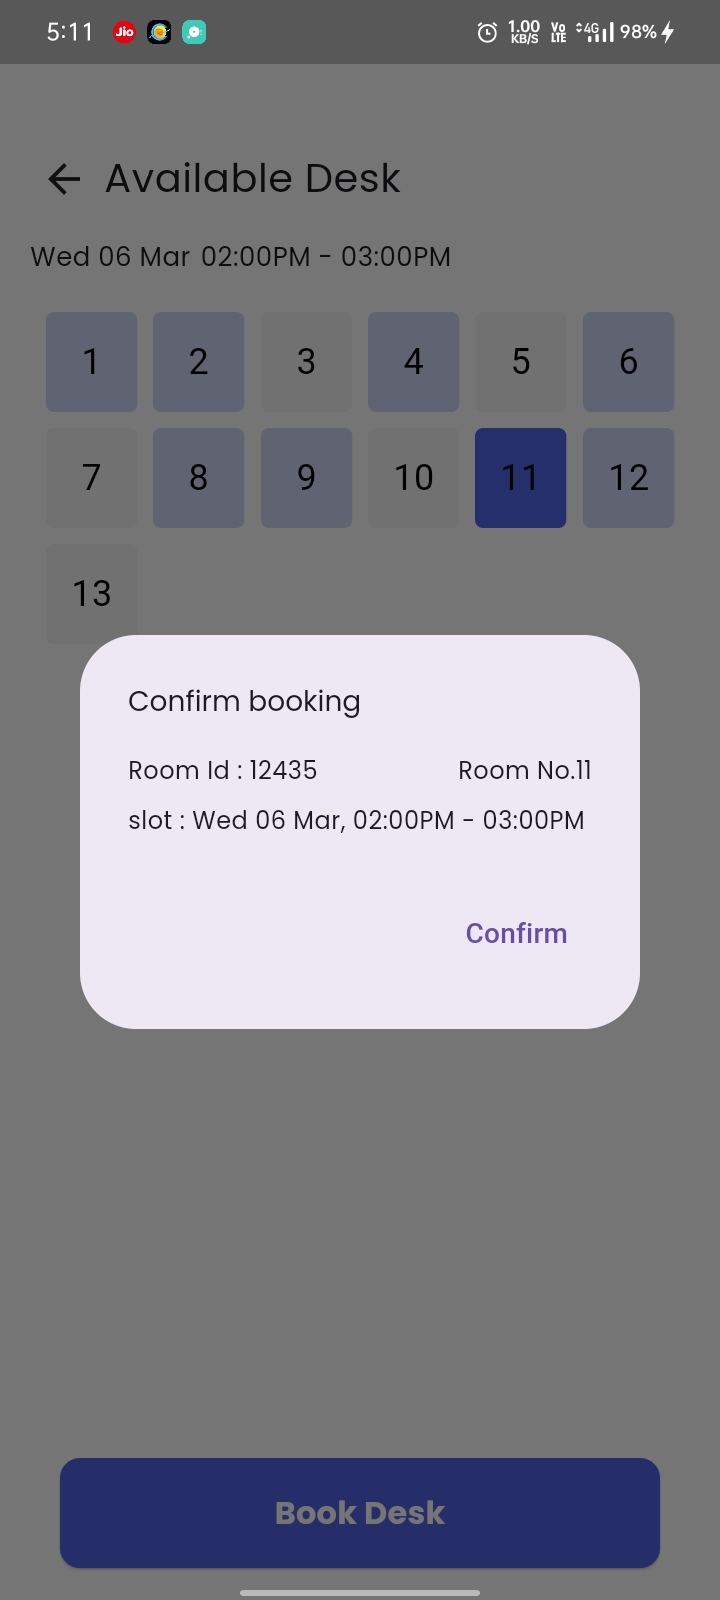 5:11 Jio 1.00 KB/S Vo LTE 4G 98%
Available Desk
Wed 06 Mar 02:00PM - 03:00PM
1 2 3 4 5 6
7 8 9 10 11 12
13
Confirm booking
Room Id : 12435 Room No.11
slot : Wed 06 Mar, 02:00PM - 03:00PM
Confirm
Book Desk